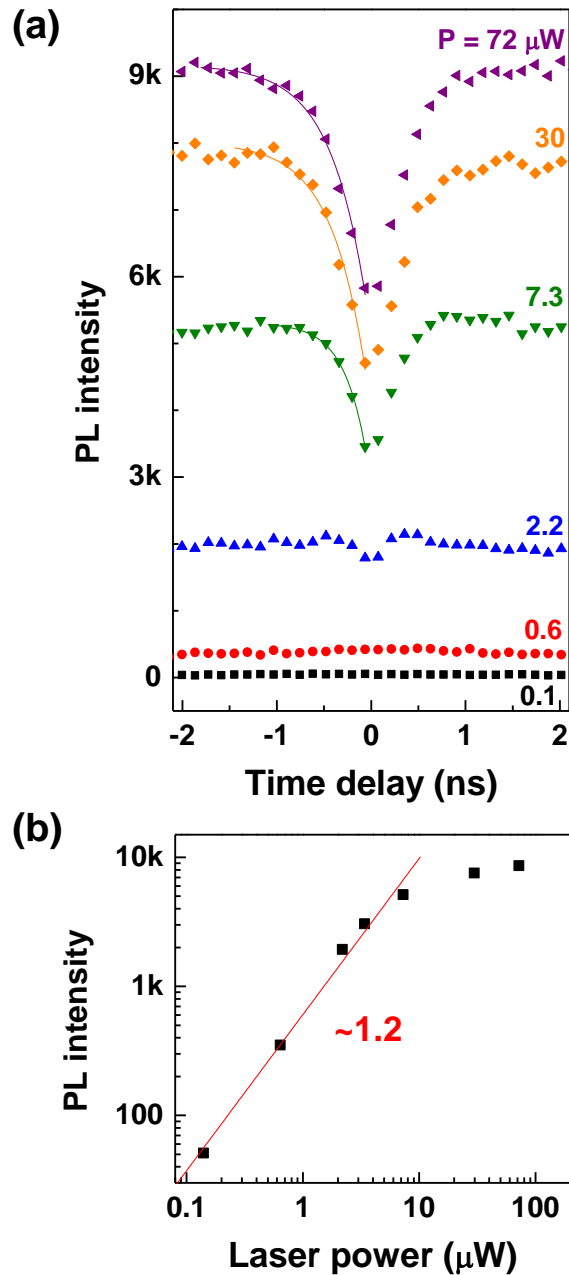 (a)
P = 72 μW
9k
30
6k
7.3
PL intensity
3k
2.2
0.6
0
0.1
-2 -1 0 1 2
Time delay (ns)
(b)
10k
PL intensity
1k
~1.2
100
0.1 1 10 100
Laser power (μW)